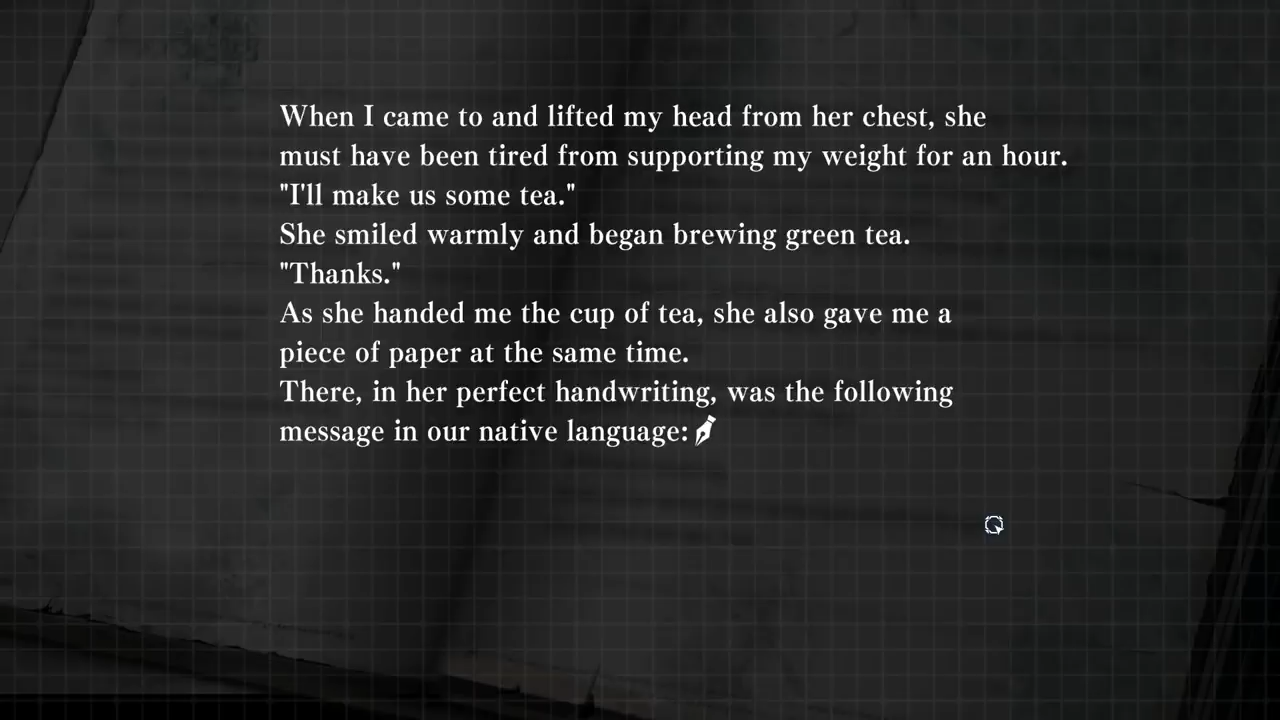 When I came to and lifted my head from her chest, she
must have been tired from supporting my weight for an hour.
"I'll make us some tea."
She smiled warmly and began brewing green tea.
"Thanks."
As she handed me the cup of tea, she also gave me a
piece of paper at the same time.
There, in her perfect handwriting, was the following
message in our native language: